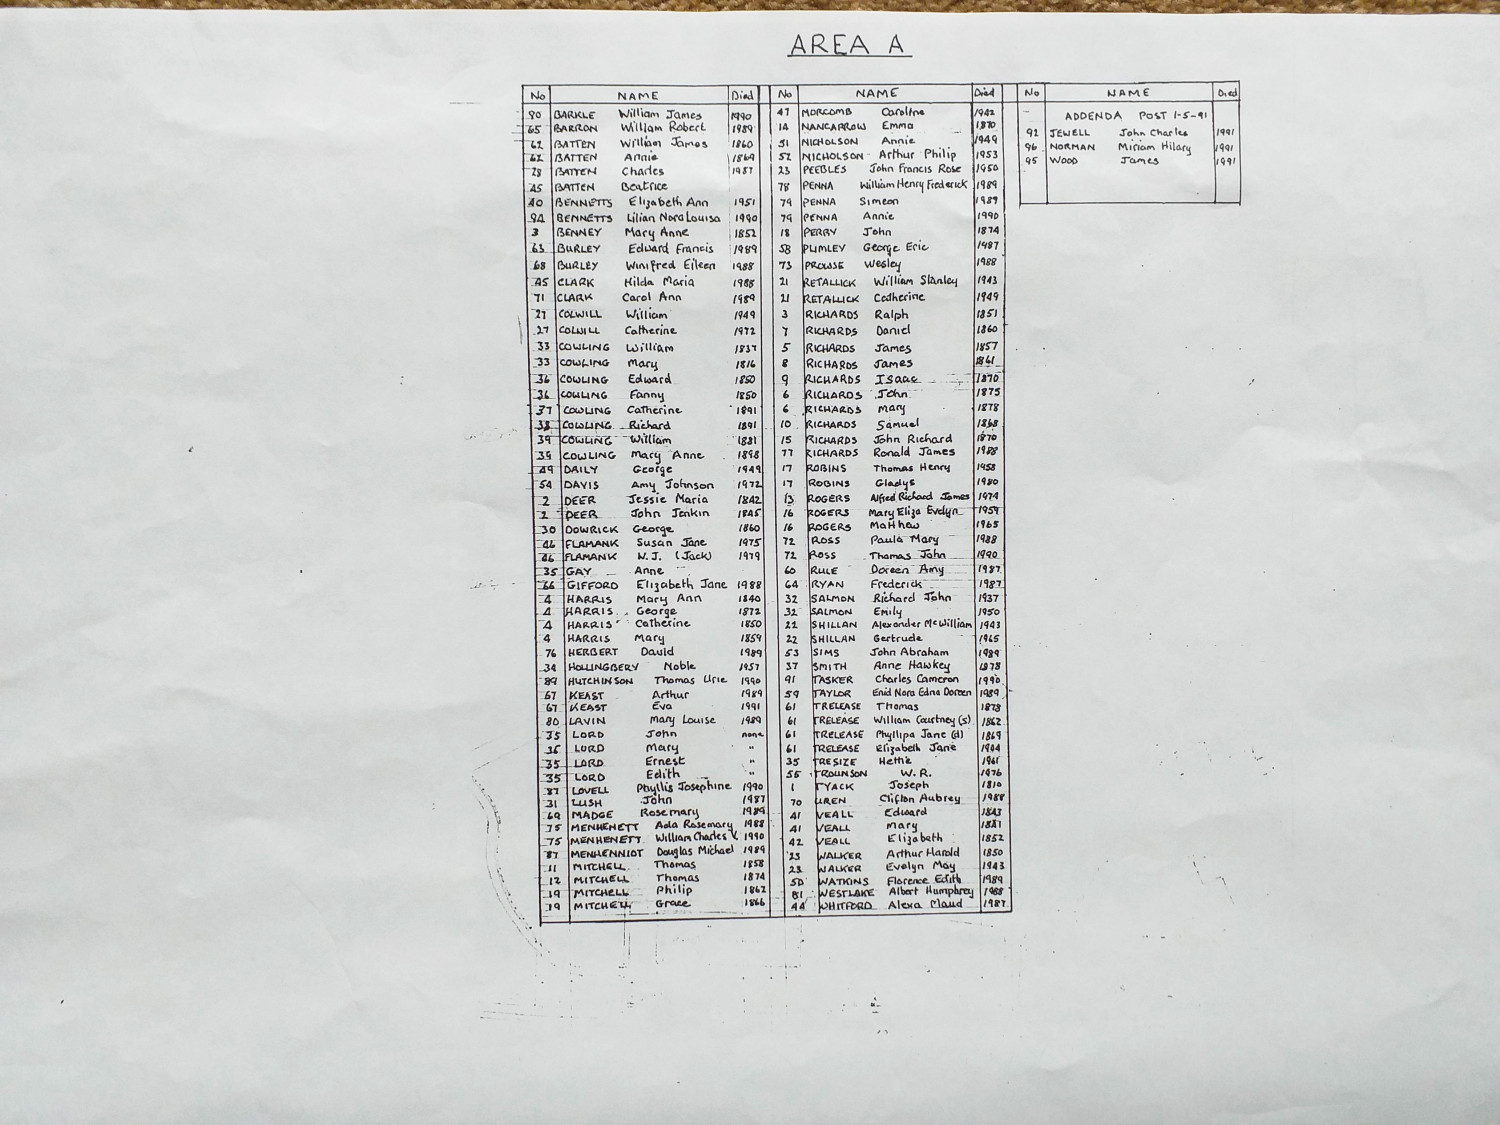 AREA A
No NAME Died
90 BARKLE William James 1990
65 BARRON William Robert 1989
62 BATTEN William James 1860
62 BATTEN Annie 1869
28 BATTEN Charles 1957
45 BATTEN Beatrice
40 BENNETTS Elizabeth Ann 1951
94 BENNETTS Lilian Nora Louisa 1990
3 BENNEY Mary Anne 1852
63 BURLEY Edward Francis 1989
68 BURLEY Winifred Eileen 1988
45 CLARK Hilda Maria 1985
71 CLARK Carol Ann 1989
27 COLWILL William 1949
27 COLWILL Catherine 1972
33 COWLING William 1837
33 COWLING Mary 1816
36 COWLING Edward 1850
36 COWLING Fanny 1850
37 COWLING Catherine 1891
38 COWLING Richard 1891
39 COWLING William 1881
39 COWLING Mary Anne 1898
49 DAILY George 1949
54 DAVIS Amy Johnson 1972
2 DEER Jessie Maria 1842
2 DEER John Jenkin 1845
30 DOWRICK George 1860
46 FLAMANK Susan Jane 1975
46 FLAMANK W.J. (Jack) 1979
35 GAY Anne
66 GIFFORD Elizabeth Jane 1988
4 HARRIS Mary Ann 1840
4 HARRIS George 1872
4 HARRIS Catherine 1850
4 HARRIS Mary 1859
76 HERBERT David 1989
34 HOLLINGBERY Noble 1957
89 HUTCHINSON Thomas Urie 1990
67 KEAST Arthur 1989
67 KEAST Eva 1991
80 LAVIN Mary Louise 1989
35 LORD John none
35 LORD Mary "
35 LORD Ernest "
35 LORD Edith "
87 LOVELL Phyllis Josephine 1990
31 LUSH John 1987
69 MADGE Rosemary 1989
75 MENHENETT Ada Rosemary 1988
75 MENHENETT William Charles V. 1990
87 MENHENNIOT Douglas Michael 1989
11 MITCHELL Thomas 1858
12 MITCHELL Thomas 1874
19 MITCHELL Philip 1862
19 MITCHELL Grace 1866
No NAME Died
47 MORCOMB Caroline 1942
14 NANCARROW Emma 1870
51 NICHOLSON Annie 1949
52 NICHOLSON Arthur Philip 1953
23 PEEBLES John Francis Rose 1950
78 PENNA William Henry Frederick 1989
79 PENNA Simeon 1989
79 PENNA Annie 1990
18 PERRY John 1874
58 PLIMLEY George Eric 1987
73 PROWSE Wesley 1988
21 RETALLICK William Stanley 1943
21 RETALLICK Catherine 1949
3 RICHARDS Ralph 1851
7 RICHARDS Daniel 1860
5 RICHARDS James 1857
8 RICHARDS James 1861
9 RICHARDS Isaac 1870
6 RICHARDS John 1875
6 RICHARDS Mary 1878
10 RICHARDS Samuel 1868
15 RICHARDS John Richard 1870
77 RICHARDS Ronald James 1988
17 ROBINS Thomas Henry 1958
17 ROBINS Gladys 1980
13 ROGERS Alfred Richard James 1974
16 ROGERS Mary Eliza Evelyn 1959
16 ROGERS Matthew 1965
72 ROSS Paula Mary 1988
72 ROSS Thomas John 1990
60 RULE Doreen Amy 1987
64 RYAN Frederick 1987
32 SALMON Richard John 1937
32 SALMON Emily 1950
22 SHILLAN Alexander McWilliam 1943
22 SHILLAN Gertrude 1965
53 SIMS John Abraham 1989
37 SMITH Anne Hawkey 1878
91 TASKER Charles Cameron 1990
59 TAYLOR Enid Nora Edna Doreen 1989
61 TRELEASE Thomas 1878
61 TRELEASE William Courtney (s) 1862
61 TRELEASE Phyllipa Jane (d) 1869
61 TRELEASE Elizabeth Jane 1904
35 TRESIZE Hettie 1961
55 TROUNSON W.R. 1976
1 TYACK Joseph 1810
70 UREN Clifton Aubrey 1988
41 VEALL Edward 1843
41 VEALL Mary 1881
42 VEALL Elizabeth 1852
25 WALKER Arthur Harold 1850
25 WALKER Evelyn May 1943
50 WATKINS Florence Edith 1989
81 WESTLAKE Albert Humphrey 1988
44 WHITFORD Alexa Maud 1987
No NAME Died
ADDENDA POST 1-5-91
92 JEWELL John Charles 1991
96 NORMAN Miriam Hilary 1991
95 WOOD James 1991